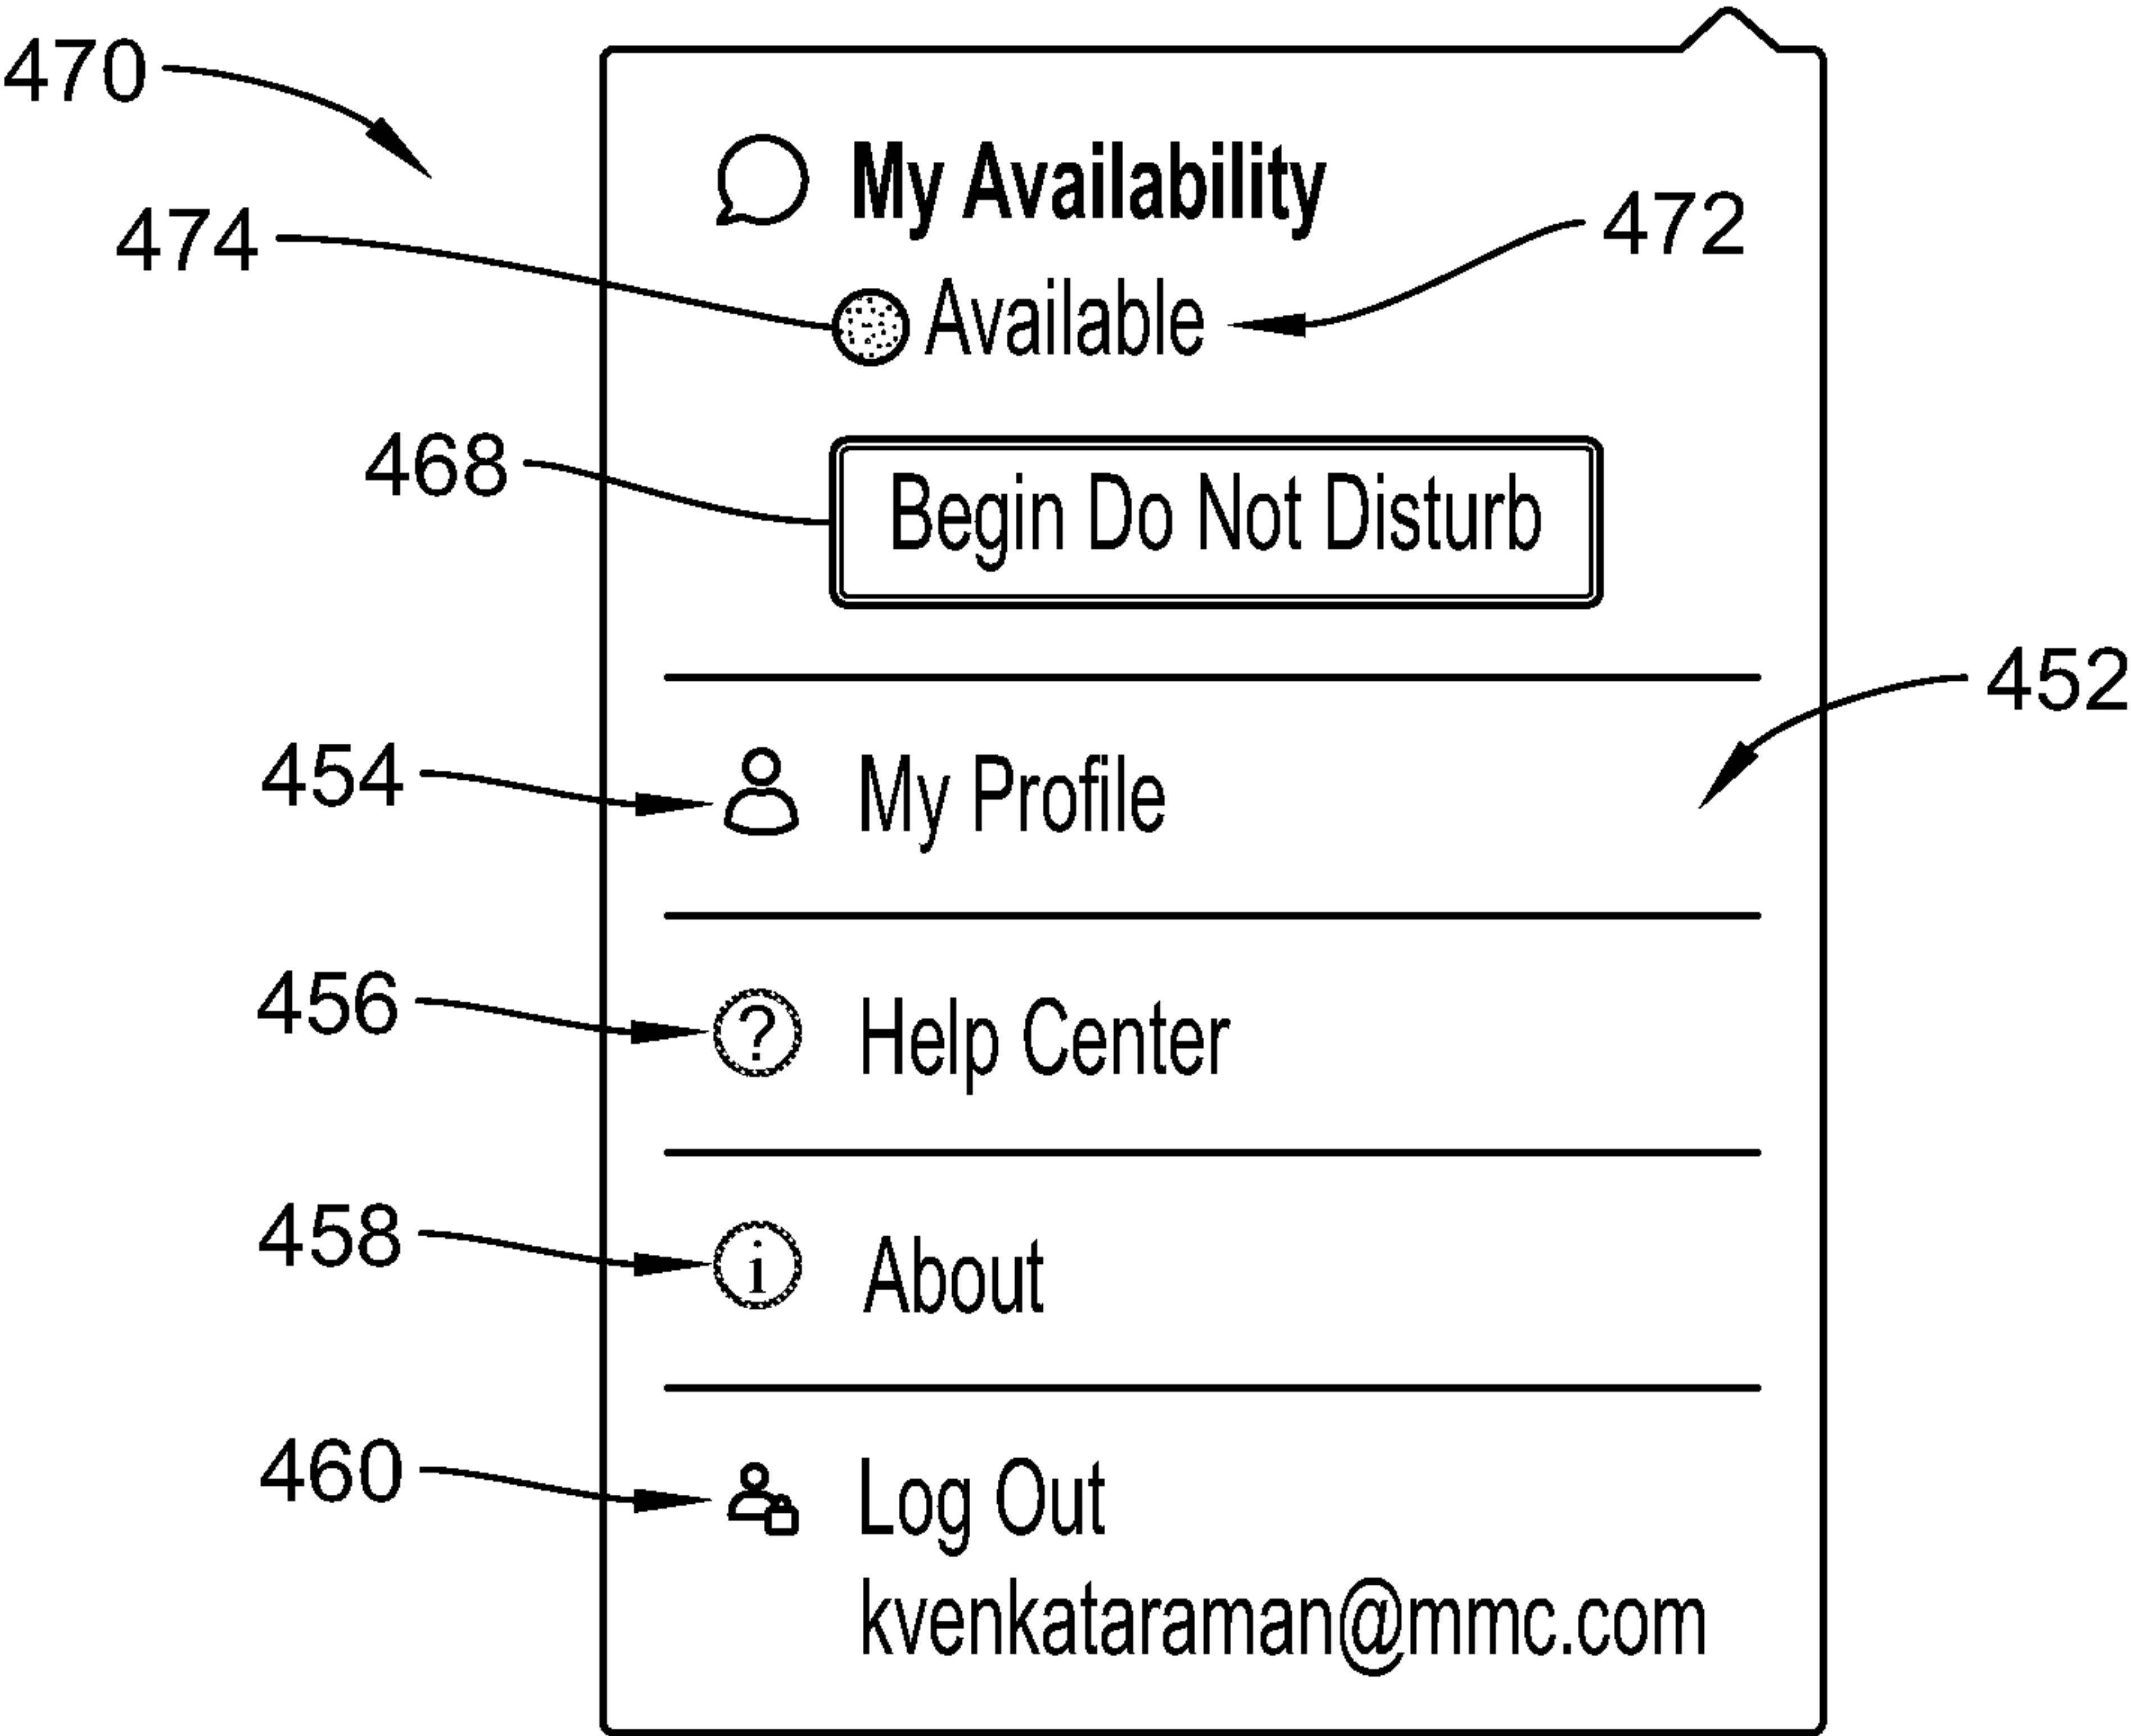 470
My Availability
474
472
Available
468
Begin Do Not Disturb
452
454
My Profile
456
? Help Center
458
i About
460
Log Out
kvenkataraman@mmc.com